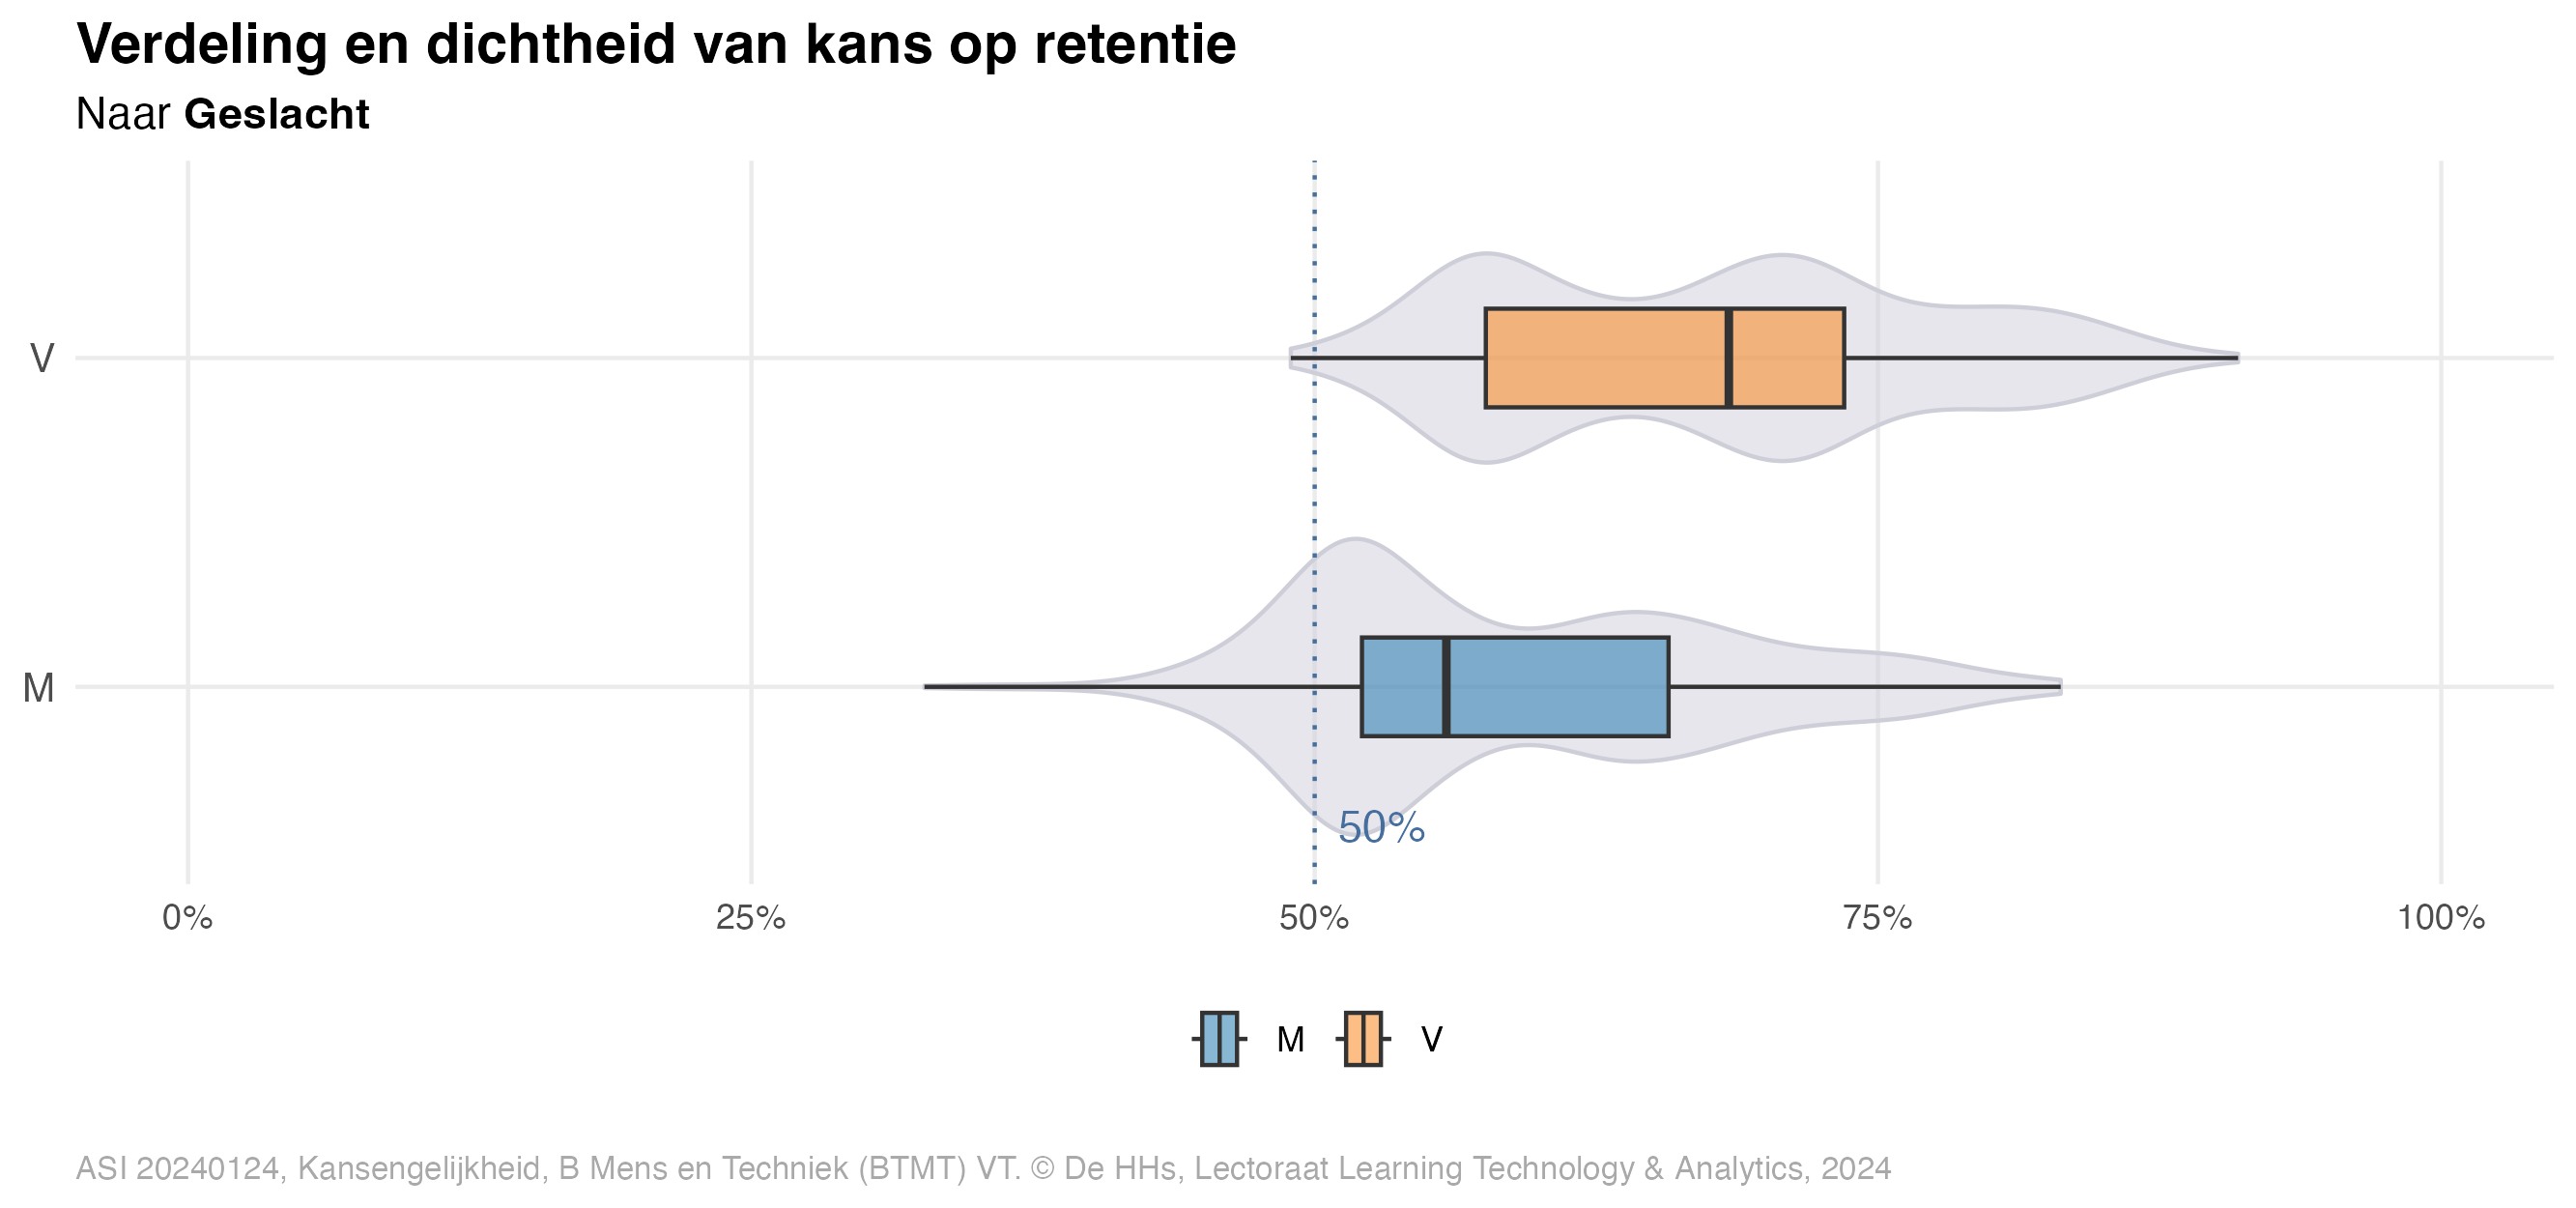 Verdeling en dichtheid van kans op retentie
Naar Geslacht
V
M
50%
0% 25% 50% 75% 100%
M V
ASI 20240124, Kansengelijkheid, B Mens en Techniek (BTMT) VT. © De HHs, Lectoraat Learning Technology & Analytics, 2024